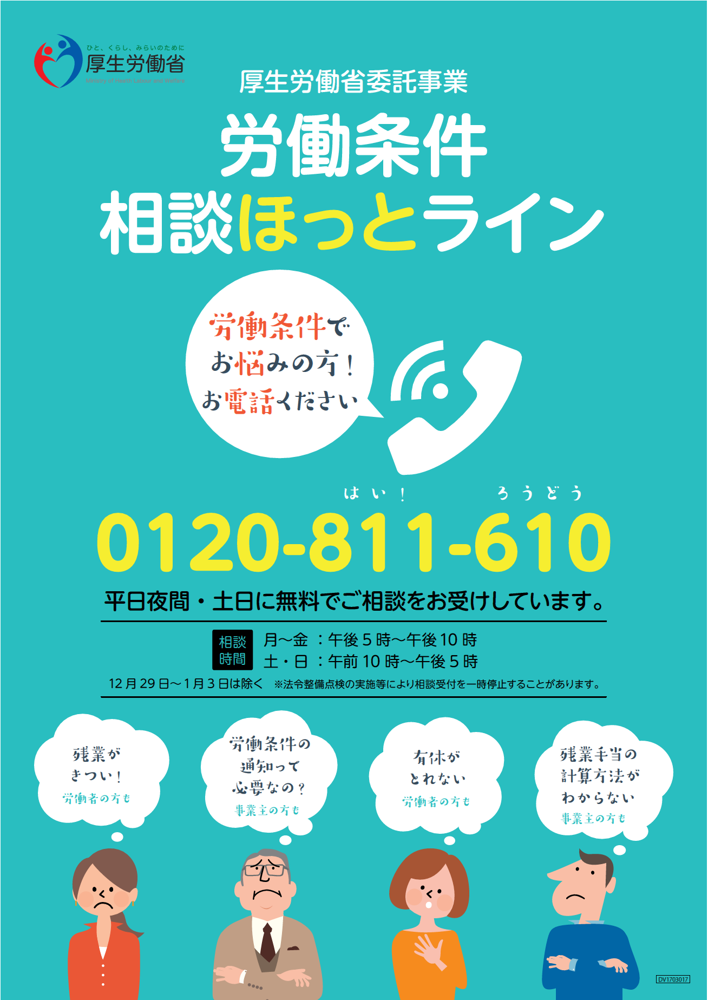 ひと、くらし、みらいのために
厚生労働省
Ministry of Health Labour and Welfare
厚生労働省委託事業
労働条件
相談ほっとライン
労働条件で
お悩みの方！
お電話ください
はい！ ろうどう
0120-811-610
平日夜間・土日に無料でご相談をお受けしています。
相談
時間
月～金 ：午後 5 時～午後 10 時
土・日 ：午前 10 時～午後 5 時
12 月 29 日～ 1 月 3 日は除く ※法令整備点検の実施等により相談受付を一時停止することがあります。
残業が
きつい！
労働者の方も
労働条件の
通知って
必要なの？
事業主の方も
有休が
とれない
労働者の方も
残業手当の
計算方法が
わからない
事業主の方も
DV1703017